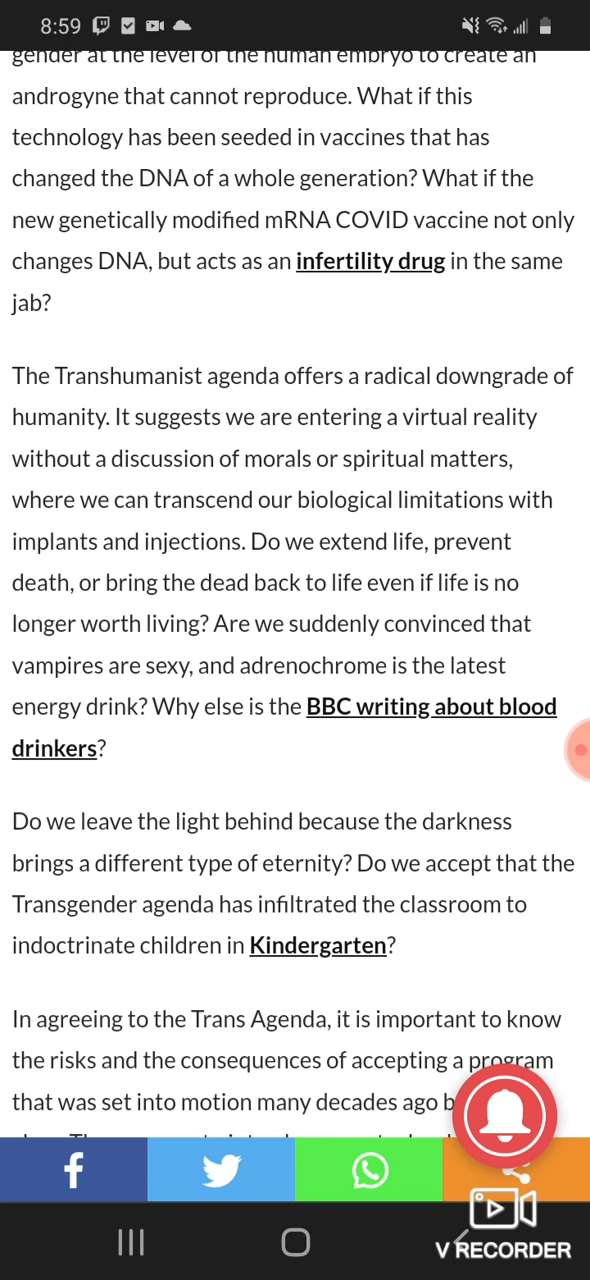 8:59
gender at the level of the human embryo to create an
androgyne that cannot reproduce. What if this
technology has been seeded in vaccines that has
changed the DNA of a whole generation? What if the
new genetically modified mRNA COVID vaccine not only
changes DNA, but acts as an infertility drug in the same
jab?
The Transhumanist agenda offers a radical downgrade of
humanity. It suggests we are entering a virtual reality
without a discussion of morals or spiritual matters,
where we can transcend our biological limitations with
implants and injections. Do we extend life, prevent
death, or bring the dead back to life even if life is no
longer worth living? Are we suddenly convinced that
vampires are sexy, and adrenochrome is the latest
energy drink? Why else is the BBC writing about blood
drinkers?
Do we leave the light behind because the darkness
brings a different type of eternity? Do we accept that the
Transgender agenda has infiltrated the classroom to
indoctrinate children in Kindergarten?
In agreeing to the Trans Agenda, it is important to know
the risks and the consequences of accepting a program
that was set into motion many decades ago
V RECORDER